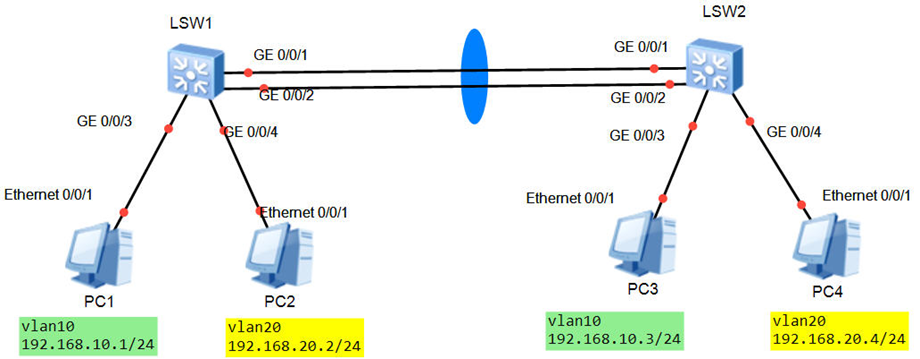 LSW1
LSW2
GE 0/0/1
GE 0/0/1
GE 0/0/2
GE 0/0/2
GE 0/0/3
GE 0/0/4
GE 0/0/3
GE 0/0/4
Ethernet 0/0/1
Ethernet 0/0/1
Ethernet 0/0/1
Ethernet 0/0/1
PC1
PC2
PC3
PC4
vlan10
192.168.10.1/24
vlan20
192.168.20.2/24
vlan10
192.168.10.3/24
vlan20
192.168.20.4/24